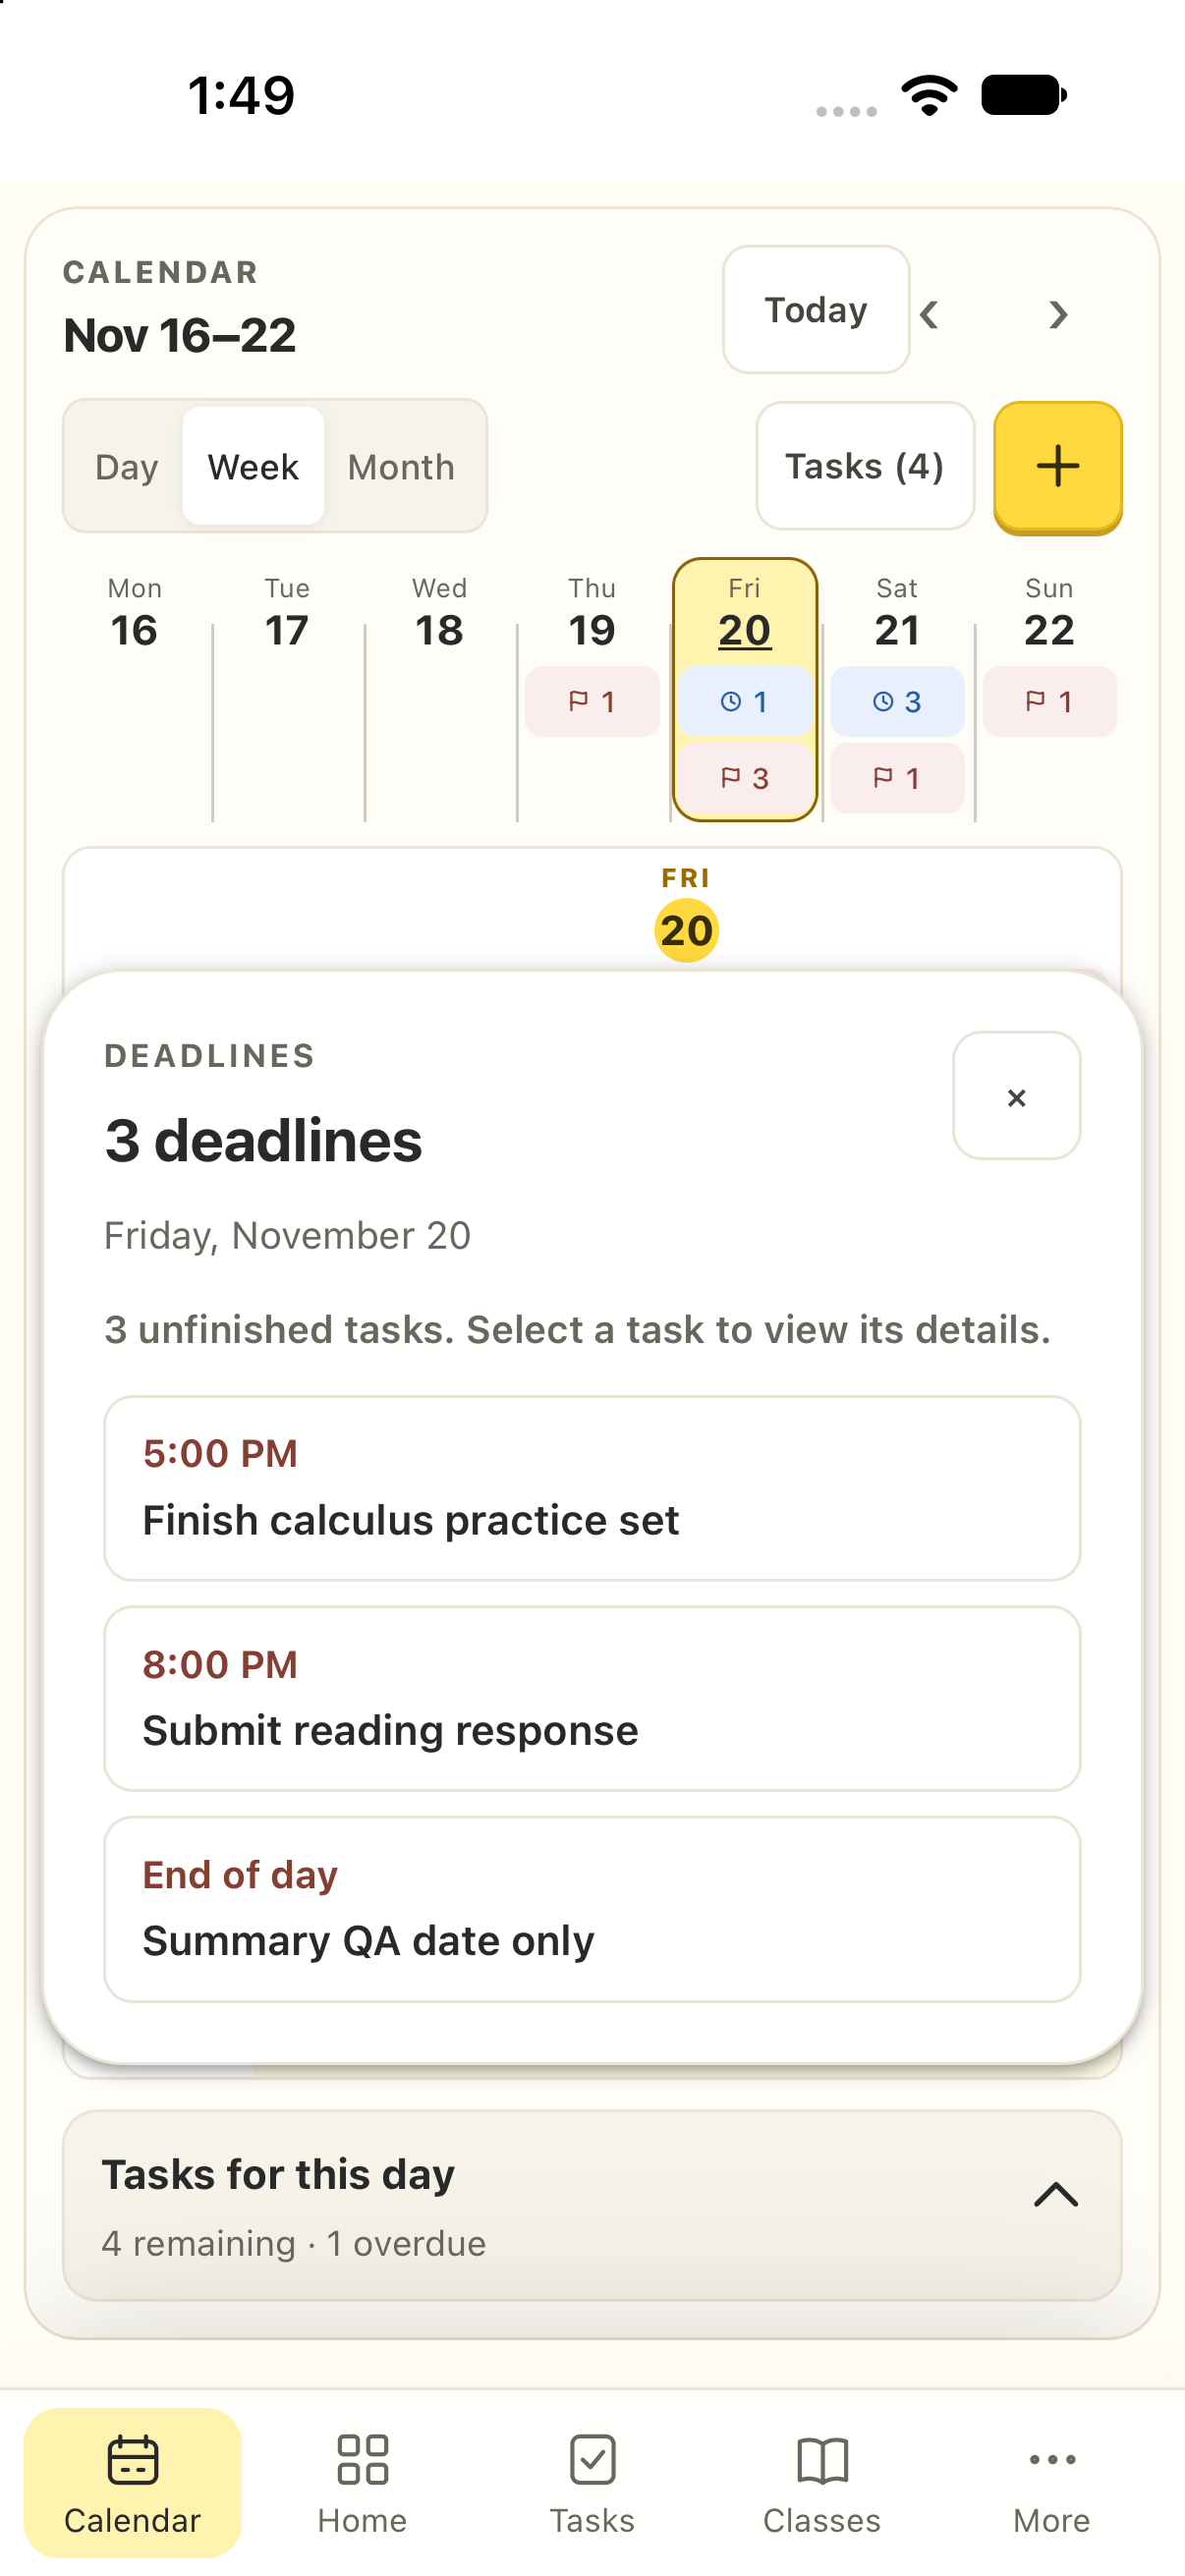 1:49
CALENDAR
Nov 16–22
Today
‹ ›
Day Week Month
Tasks (4)
+
Mon Tue Wed Thu Fri Sat Sun
16 17 18 19 20 21 22
1 1 3 1
3 1
FRI
20
DEADLINES
×
3 deadlines
Friday, November 20
3 unfinished tasks. Select a task to view its details.
5:00 PM
Finish calculus practice set
8:00 PM
Submit reading response
End of day
Summary QA date only
Tasks for this day
4 remaining · 1 overdue
Calendar Home Tasks Classes More